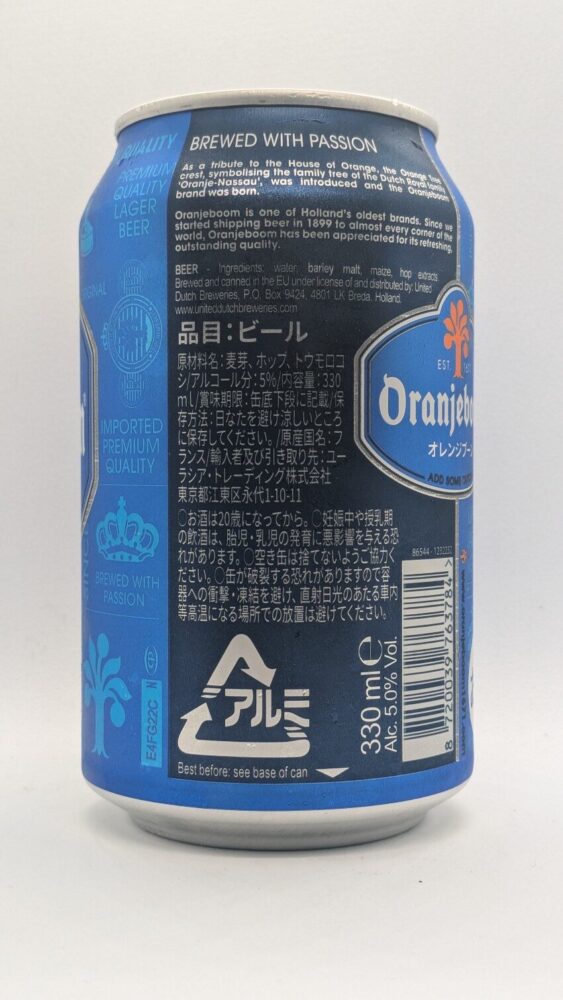 QUALITY
PREMIUM
QUALITY
LAGER
BEER
ORIGINAL
IMPORTED
PREMIUM
QUALITY
BREWED WITH
PASSION
E4FG22C N
BREWED WITH PASSION
As a tribute to the House of Orange, the Orange Tree
crest, symbolising the family tree of the Dutch Royal family
'Oranje-Nassau', was introduced and the Oranjeboom
brand was born.
Oranjeboom is one of Holland's oldest brands. Since we
started shipping beer in 1899 to almost every corner of the
world, Oranjeboom has been appreciated for its refreshing,
outstanding quality.
BEER - Ingredients: water, barley malt, maize, hop extracts.
Brewed and canned in the EU under license of and distributed by: United
Dutch Breweries, P.O. Box 9424, 4801 LK Breda, Holland.
www.uniteddutchbreweries.com
品目:ビール
原材料名:麦芽、ホップ、トウモロコ
シ/アルコール分:5%/内容量:330
ml/賞味期限:缶底下段に記載/保
存方法:日なたを避け涼しいところ
に保存してください。/原産国名:フ
ランス/輸入者及び引き取り先:ユー
ラシア・トレーディング株式会社
東京都江東区永代1-10-11
○お酒は20歳になってから。○妊娠中や授乳期
の飲酒は、胎児・乳児の発育に悪影響を与える恐
れがあります。○空き缶は捨てないようご協力く
ださい。○缶が破裂する恐れがありますので容
器への衝撃・凍結を避け、直射日光のあたる車内
等高温になる場所での放置は避けてください。
アルミ
Best before: see base of can
330 ml e
Alc. 5.0% Vol.
86544 - 1292232
8 720039 763784 >
EST. 167
Oranjebo
オレンジブー
ADD SOME